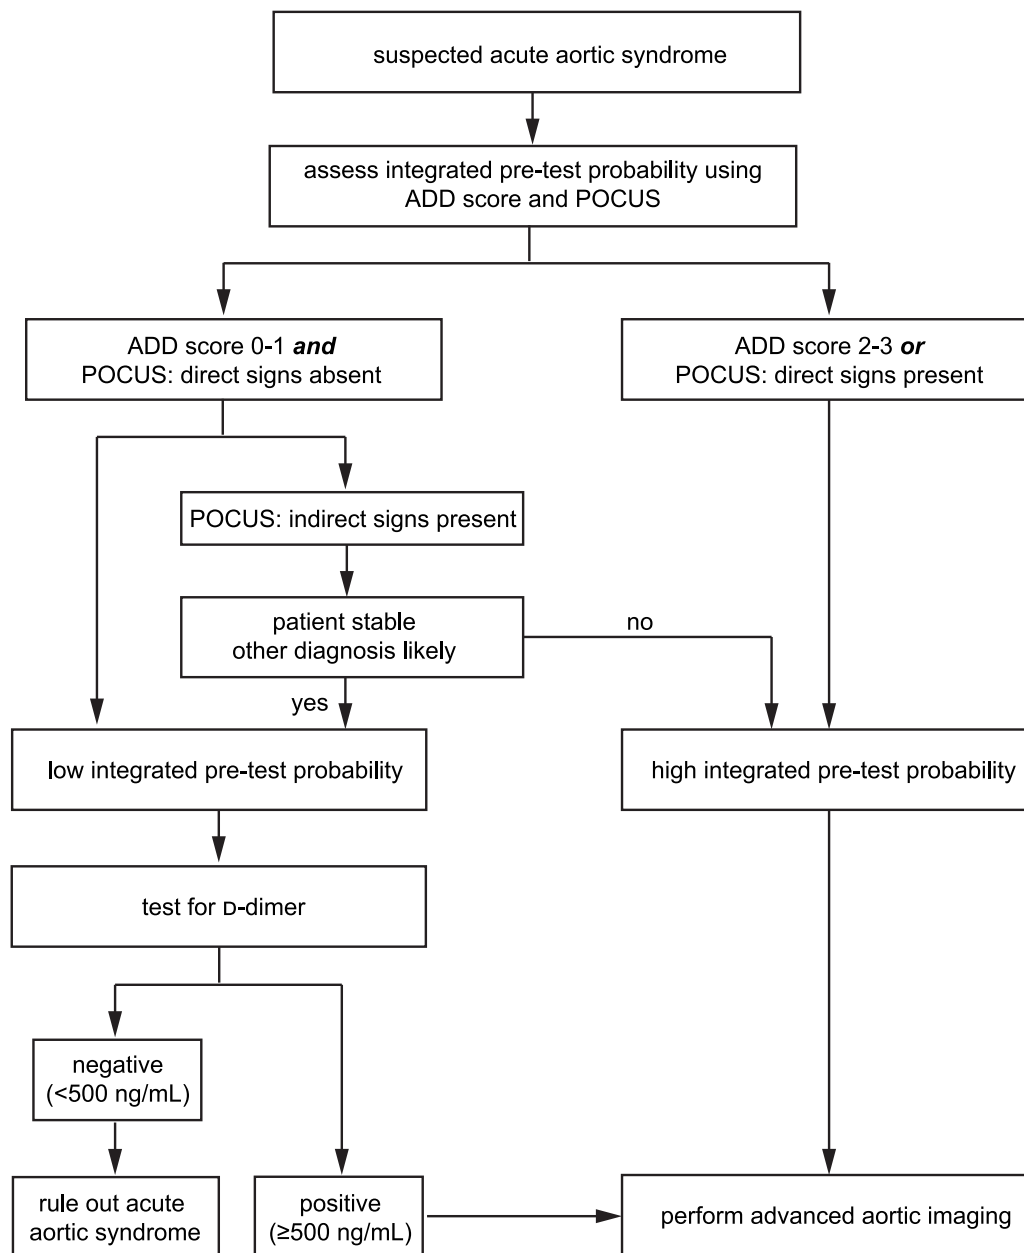 suspected acute aortic syndrome
assess integrated pre-test probability using
ADD score and POCUS
ADD score 0-1 and
POCUS: direct signs absent
ADD score 2-3 or
POCUS: direct signs present
POCUS: indirect signs present
patient stable
other diagnosis likely
no
yes
low integrated pre-test probability
high integrated pre-test probability
test for ᴅ-dimer
negative
(<500 ng/mL)
rule out acute
aortic syndrome
positive
(≥500 ng/mL)
perform advanced aortic imaging